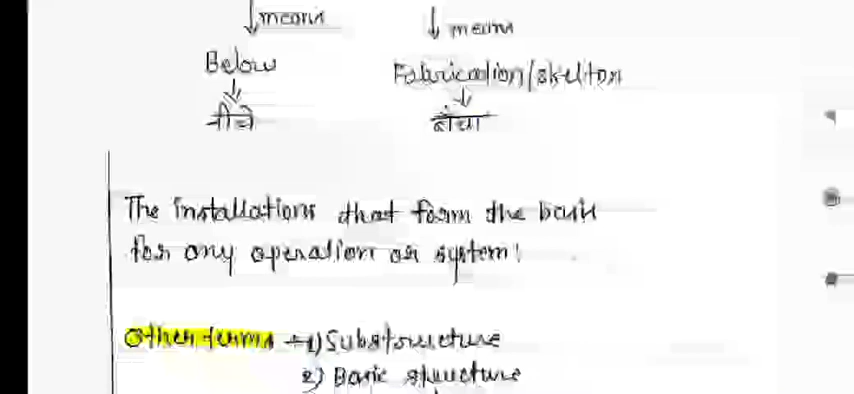 means means
Below Fabrication/skeliton
नीचे ढाँचा
The installations that form the basis
for any operation or system!
Other terms → 1) Substructure
2) Basic structure